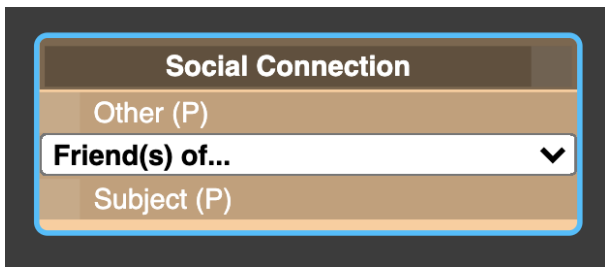 Social Connection
Other (P)
Friend(s) of...
Subject (P)